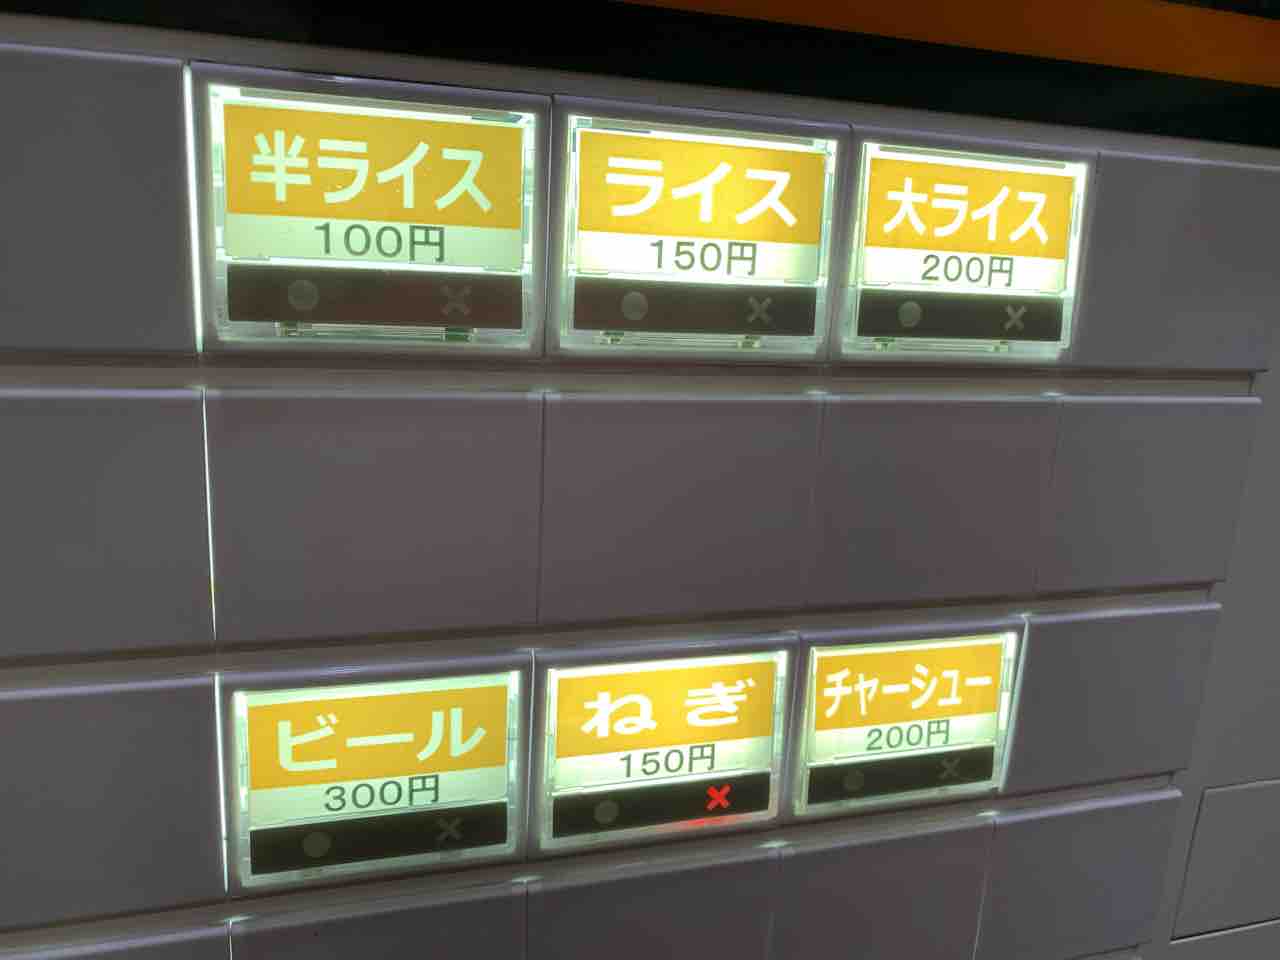 半ライス
100円
ライス
150円
大ライス
200円
ビール
300円
ねぎ
150円
チャーシュー
200円